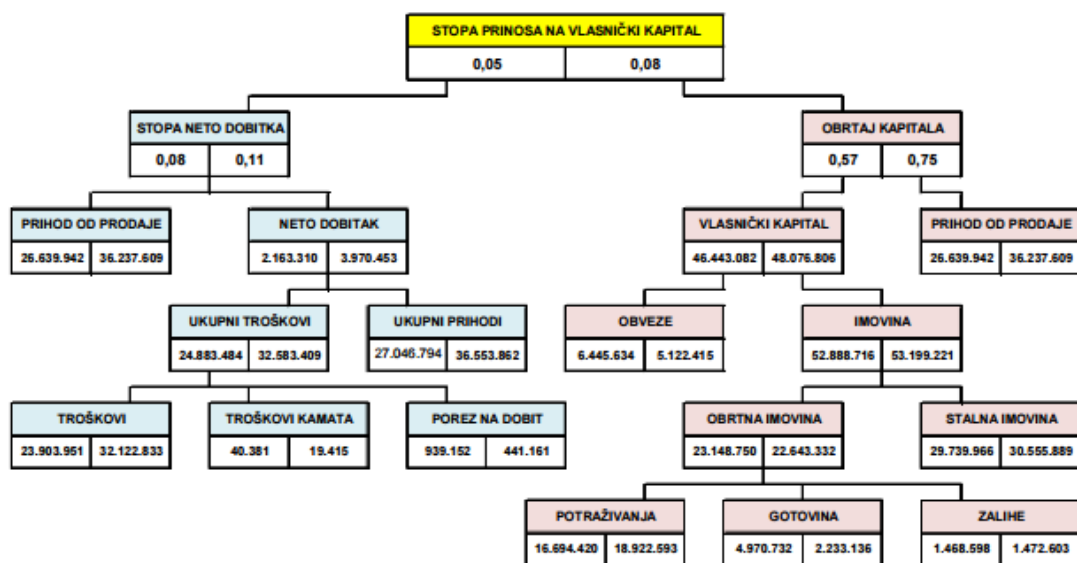 STOPA PRINOSA NA VLASNIČKI KAPITAL
0,05 0,08
STOPA NETO DOBITKA OBRTAJ KAPITALA
0,08 0,11 0,57 0,75
PRIHOD OD PRODAJE NETO DOBITAK VLASNIČKI KAPITAL PRIHOD OD PRODAJE
26.639.942 36.237.609 2.163.310 3.970.453 46.443.082 48.076.806 26.639.942 36.237.609
UKUPNI TROŠKOVI UKUPNI PRIHODI OBVEZE IMOVINA
24.883.484 32.583.409 27.046.794 36.553.862 6.445.634 5.122.415 52.888.716 53.199.221
TROŠKOVI TROŠKOVI KAMATA POREZ NA DOBIT OBRTNA IMOVINA STALNA IMOVINA
23.903.951 32.122.833 40.381 19.415 939.152 441.161 23.148.750 22.643.332 29.739.966 30.555.889
POTRAŽIVANJA GOTOVINA ZALIHE
16.694.420 18.922.593 4.970.732 2.233.136 1.468.598 1.472.603